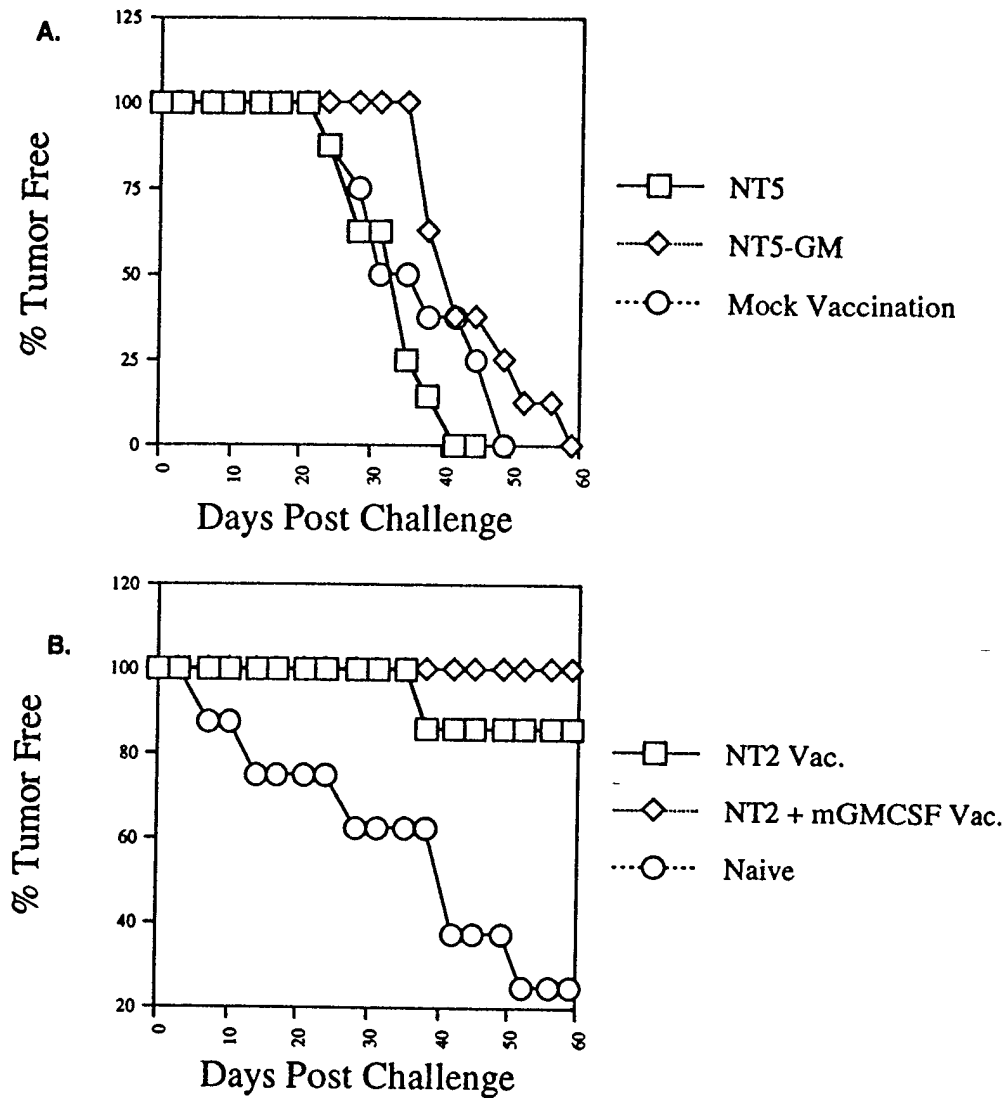 A.
125
100
75
50
25
0
% Tumor Free
0 10 20 30 40 50 60
Days Post Challenge
NT5
NT5-GM
Mock Vaccination
B.
120
100
80
60
40
20
% Tumor Free
0 10 20 30 40 50 60
Days Post Challenge
NT2 Vac.
NT2 + mGMCSF Vac.
Naive